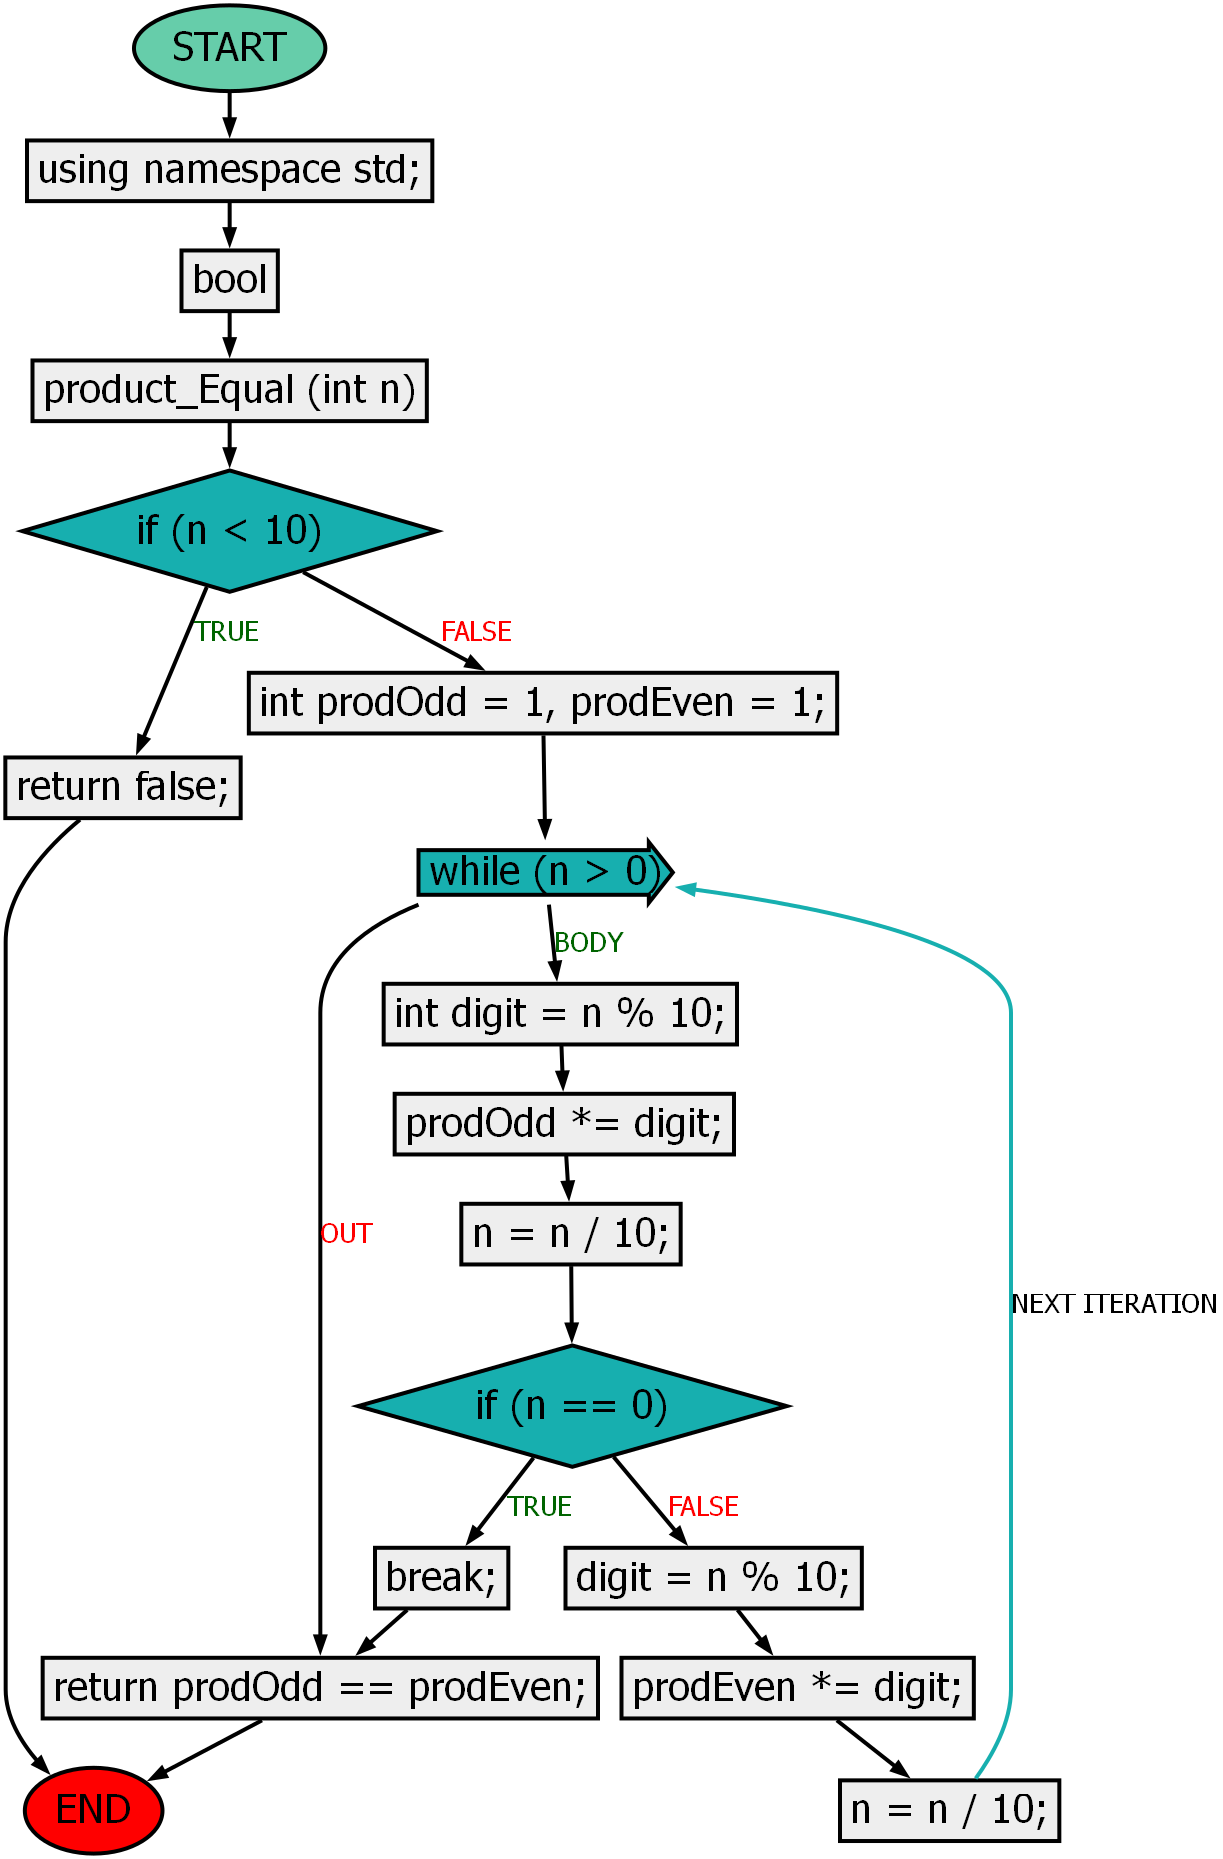 START
using namespace std;
bool
product_Equal (int n)
if (n < 10)
TRUE
FALSE
int prodOdd = 1, prodEven = 1;
return false;
while (n > 0)
BODY
int digit = n % 10;
prodOdd *= digit;
n = n / 10;
OUT
NEXT ITERATION
if (n == 0)
TRUE
FALSE
break;
digit = n % 10;
return prodOdd == prodEven;
prodEven *= digit;
END
n = n / 10;